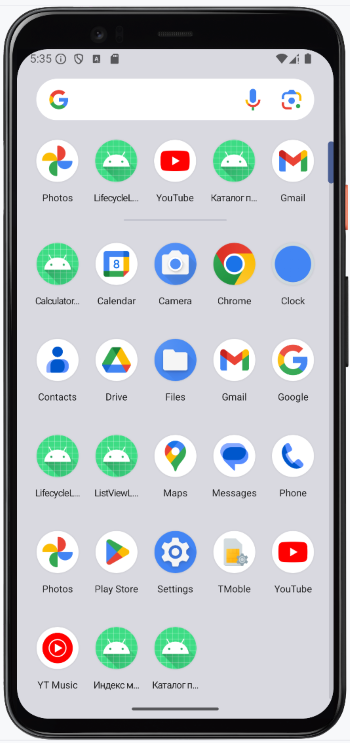 5:35
Photos
LifecycleL...
YouTube
Каталог п...
Gmail
Calculator...
8
Calendar
Camera
Chrome
Clock
Contacts
Drive
Files
Gmail
Google
LifecycleL...
ListViewL...
Maps
Messages
Phone
Photos
Play Store
Settings
TMoble
YouTube
YT Music
Индекс м...
Каталог п...